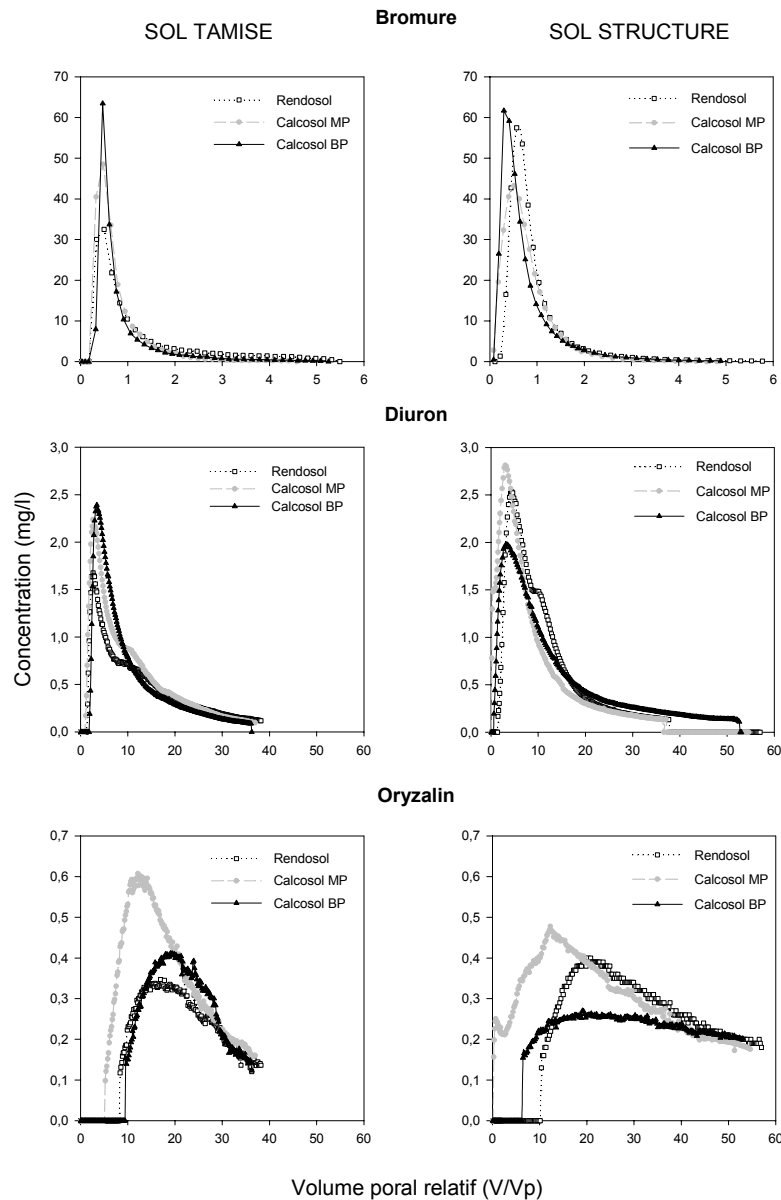 Bromure
SOL TAMISE
SOL STRUCTURE
70
60
50
40
30
20
10
0
Rendosol
Calcosol MP
Calcosol BP
0 1 2 3 4 5 6
70
60
50
40
30
20
10
0
Rendosol
Calcosol MP
Calcosol BP
0 1 2 3 4 5 6
Diuron
Concentration (mg/l)
3,0
2,5
2,0
1,5
1,0
0,5
0,0
Rendosol
Calcosol MP
Calcosol BP
0 10 20 30 40 50 60
3,0
2,5
2,0
1,5
1,0
0,5
0,0
Rendosol
Calcosol MP
Calcosol BP
0 10 20 30 40 50 60
Oryzalin
0,7
0,6
0,5
0,4
0,3
0,2
0,1
0,0
Rendosol
Calcosol MP
Calcosol BP
0 10 20 30 40 50 60
0,7
0,6
0,5
0,4
0,3
0,2
0,1
0,0
Rendosol
Calcosol MP
Calcosol BP
0 10 20 30 40 50 60
Volume poral relatif (V/Vp)